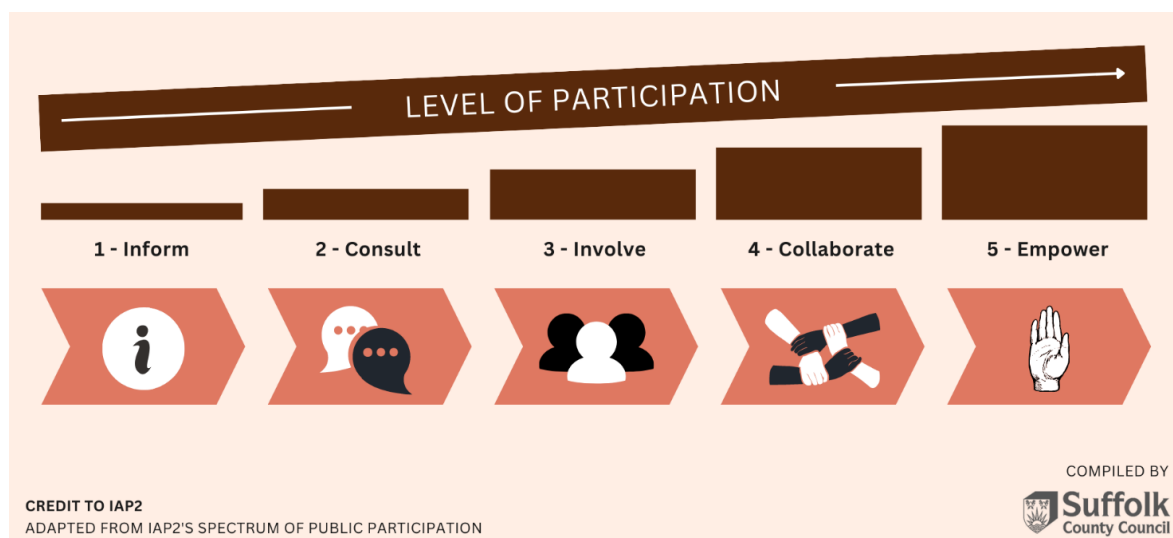 LEVEL OF PARTICIPATION
1 - Inform
2 - Consult
3 - Involve
4 - Collaborate
5 - Empower
i
CREDIT TO IAP2
ADAPTED FROM IAP2'S SPECTRUM OF PUBLIC PARTICIPATION
COMPILED BY
Suffolk
County Council